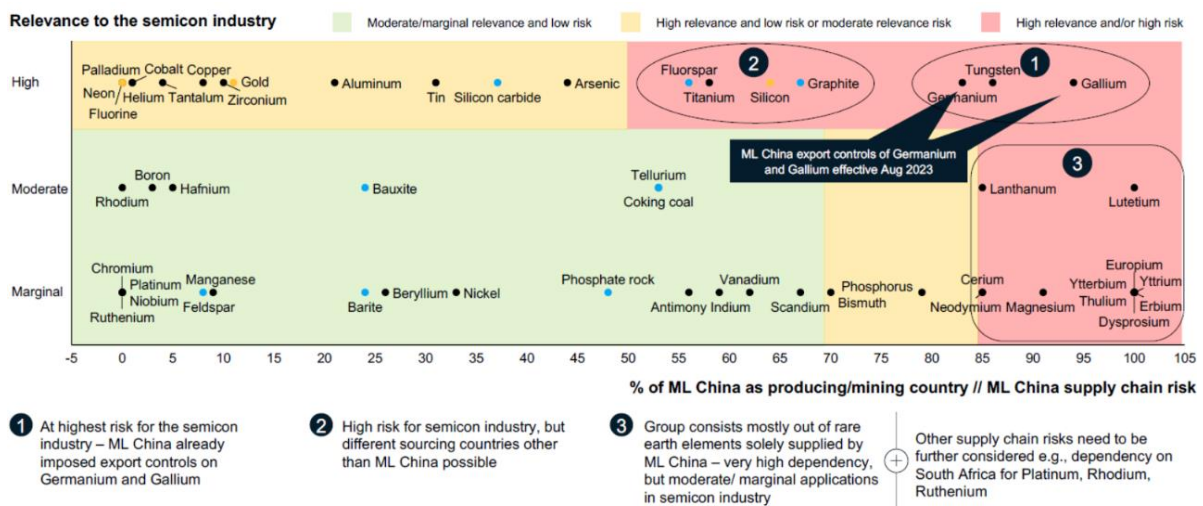 Relevance to the semicon industry
Moderate/marginal relevance and low risk
High relevance and low risk or moderate relevance risk
High relevance and/or high risk
High
Palladium
Cobalt
Copper
Gold
Neon
Helium
Tantalum
Zirconium
Fluorine
Aluminum
Tin
Silicon carbide
Arsenic
2
Fluorspar
Titanium
Silicon
Graphite
1
Tungsten
Germanium
Gallium
ML China export controls of Germanium
and Gallium effective Aug 2023
3
Moderate
Boron
Rhodium
Hafnium
Bauxite
Tellurium
Coking coal
Lanthanum
Lutetium
Marginal
Chromium
Platinum
Niobium
Ruthenium
Manganese
Feldspar
Barite
Beryllium
Nickel
Phosphate rock
Antimony
Indium
Vanadium
Scandium
Phosphorus
Bismuth
Cerium
Neodymium
Magnesium
Europium
Ytterbium
Yttrium
Thulium
Erbium
Dysprosium
-5 0 5 10 15 20 25 30 35 40 45 50 55 60 65 70 75 80 85 90 95 100 105
% of ML China as producing/mining country // ML China supply chain risk
1
At highest risk for the semicon
industry – ML China already
imposed export controls on
Germanium and Gallium
2
High risk for semicon industry, but
different sourcing countries other
than ML China possible
3
Group consists mostly out of rare
earth elements solely supplied by
ML China – very high dependency,
but moderate/ marginal applications
in semicon industry
+
Other supply chain risks need to be
further considered e.g., dependency on
South Africa for Platinum, Rhodium,
Ruthenium